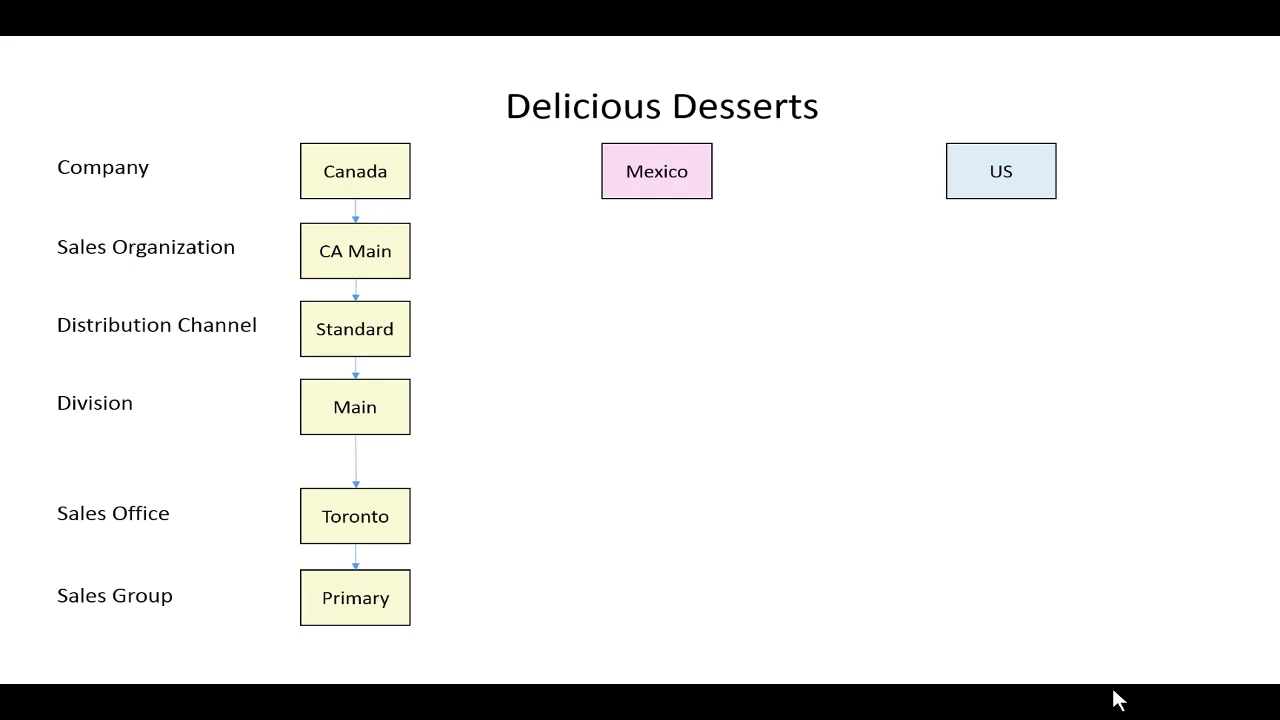 Delicious Desserts
Company Canada Mexico US
Sales Organization CA Main
Distribution Channel Standard
Division Main
Sales Office Toronto
Sales Group Primary